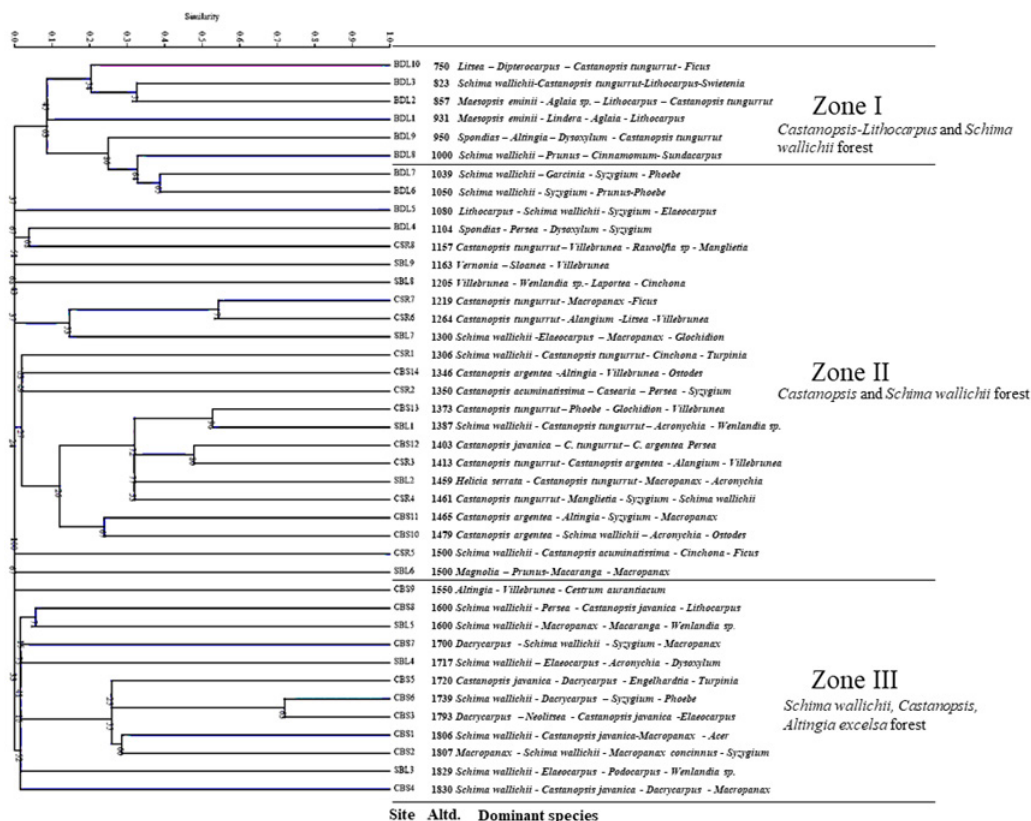 Similarity
0.0 0.1 0.2 0.3 0.4 0.5 0.6 0.7 0.8 0.9 1.0
BDL10 750 Litsea – Dipterocarpus – Castanopsis tungurrut- Ficus
BDL3 823 Schima wallichii-Castanopsis tungurrut-Lithocarpus-Swietenia
BDL2 857 Maesopsis eminii - Aglaia sp. – Lithocarpus – Castanopsis tungurrut
BDL1 931 Maesopsis eminii - Lindera - Aglaia - Lithocarpus
BDL9 950 Spondias - Altingia - Dysoxylum - Castanopsis tungurrut
BDL8 1000 Schima wallichii – Prunus – Cinnamomum- Sundacarpus
Zone I
Castanopsis-Lithocarpus and Schima
wallichii forest
BDL7 1039 Schima wallichii – Garcinia - Syzygium - Phoebe
BDL6 1050 Schima wallichii - Syzygium - Prunus-Phoebe
BDL5 1080 Lithocarpus - Schima wallichii - Syzygium - Elaeocarpus
BDL4 1104 Spondias - Persea - Dysoxylum - Syzygium
CSR8 1157 Castanopsis tungurrut– Villebrunea - Rauvolfia sp - Manglietia
SBL9 1163 Vernonia – Sloanea - Villebrunea
SBL8 1205 Villebrunea - Wenlandia sp.- Laportea - Cinchona
CSR7 1219 Castanopsis tungurrut- Macropanax -Ficus
CSR6 1264 Castanopsis tungurrut- Alangium -Litsea -Villebrunea
SBL7 1300 Schima wallichii -Elaeocarpus – Macropanax - Glochidion
CSR1 1306 Schima wallichii - Castanopsis tungurrut- Cinchona - Turpinia
CBS14 1346 Castanopsis argentea -Altingia - Villebrunea - Ostodes
CSR2 1350 Castanopsis acuminatissima – Casearia - Persea - Syzygium
CBS13 1373 Castanopsis tungurrut–Phoebe - Glochidion - Villebrunea
SBL1 1387 Schima wallichii - Castanopsis tungurrut–Acronychia - Wenlandia sp.
CBS12 1403 Castanopsis javanica – C. tungurrut– C. argentea Persea
CSR3 1413 Castanopsis tungurrut - Castanopsis argentea - Alangium - Villebrunea
SBL2 1459 Helicia serrata - Castanopsis tungurrut- Macropanax - Acronychia
CSR4 1461 Castanopsis tungurrut- Manglietia - Syzygium - Schima wallichii
CBS11 1465 Castanopsis argentea - Altingia - Syzygium - Macropanax
CBS10 1479 Castanopsis argentea - Schima wallichii – Acronychia - Ostodes
CSR5 1500 Schima wallichii - Castanopsis acuminatissima - Cinchona - Ficus
SBL6 1500 Magnolia – Prunus-Macaranga - Macropanax
Zone II
Castanopsis and Schima wallichii forest
CBS9 1550 Altingia - Villebrunea - Cestrum aurantiacum
CBS8 1600 Schima wallichii - Persea - Castanopsis javanica - Lithocarpus
SBL5 1600 Schima wallichii - Macropanax - Macaranga - Wenlandia sp.
CBS7 1700 Dacrycarpus - Schima wallichii - Syzygium - Macropanax
SBL4 1717 Schima wallichii – Elaeocarpus - Acronychia - Dysoxylum
CBS5 1720 Castanopsis javanica - Dacrycarpus - Engelhardtia - Turpinia
CBS6 1739 Schima wallichii - Dacrycarpus – Syzygium - Phoebe
CBS3 1793 Dacrycarpus – Neolitsea - Castanopsis javanica -Elaeocarpus
CBS1 1806 Schima wallichii - Castanopsis javanica-Macropanax - Acer
CBS2 1807 Macropanax - Schima wallichii - Macropanax concinnus - Syzygium
SBL3 1829 Schima wallichii - Elaeocarpus - Podocarpus - Wenlandia sp.
CBS4 1830 Schima wallichii - Castanopsis javanica - Dacrycarpus - Macropanax
Zone III
Schima wallichii, Castanopsis,
Altingia excelsa forest
Site Altd. Dominant species